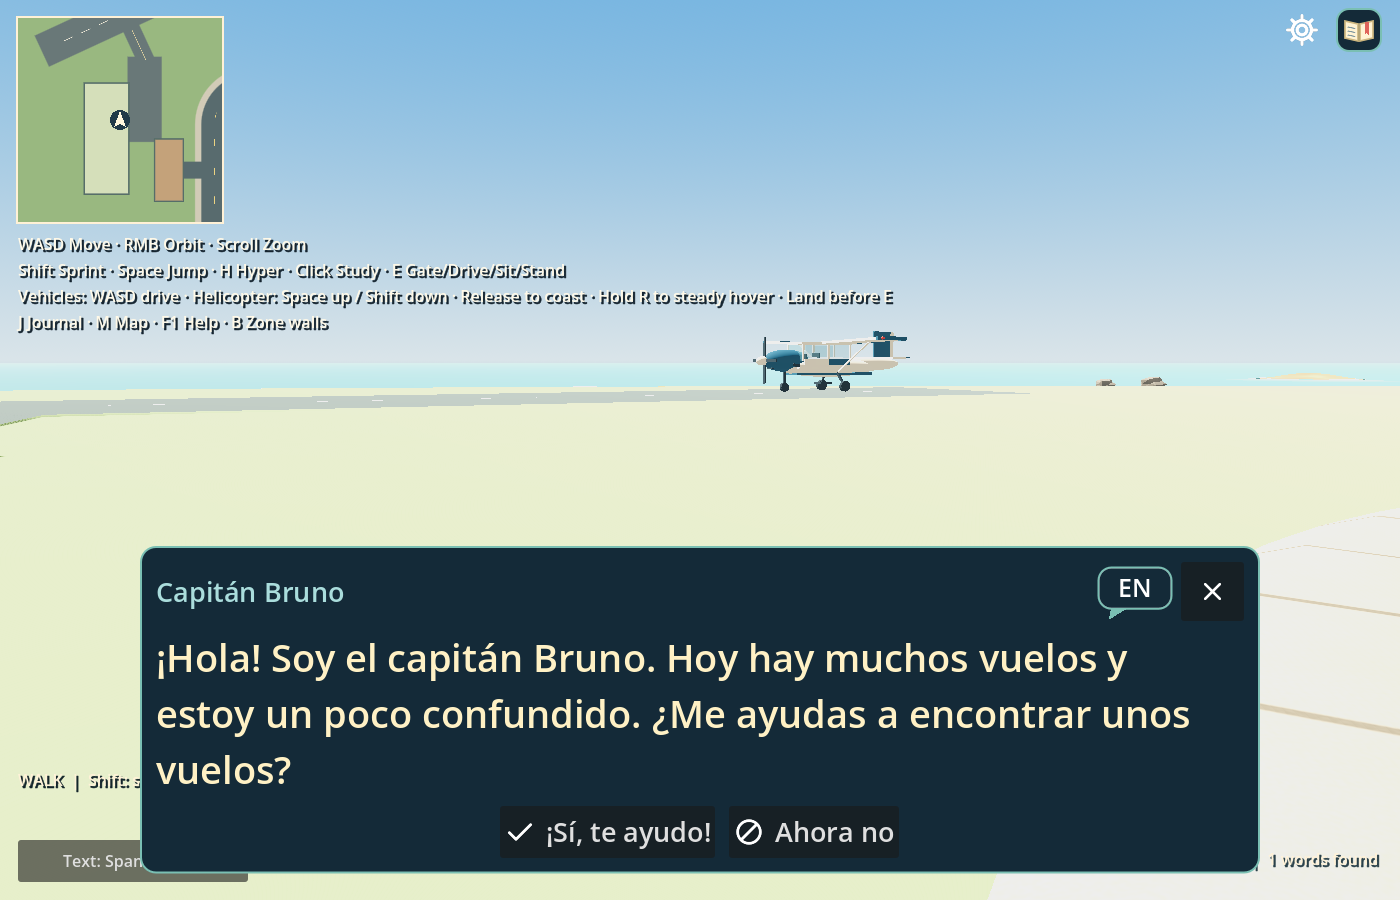 WASD Move · RMB Orbit · Scroll Zoom
Shift Sprint · Space Jump · H Hyper · Click Study · E Gate/Drive/Sit/Stand
Vehicles: WASD drive · Helicopter: Space up / Shift down · Release to coast · Hold R to steady hover · Land before E
J Journal · M Map · F1 Help · B Zone walls
Capitán Bruno
EN
¡Hola! Soy el capitán Bruno. Hoy hay muchos vuelos y
estoy un poco confundido. ¿Me ayudas a encontrar unos
vuelos?
¡Sí, te ayudo!
Ahora no
WALK | Shift:
Text:
1 words found